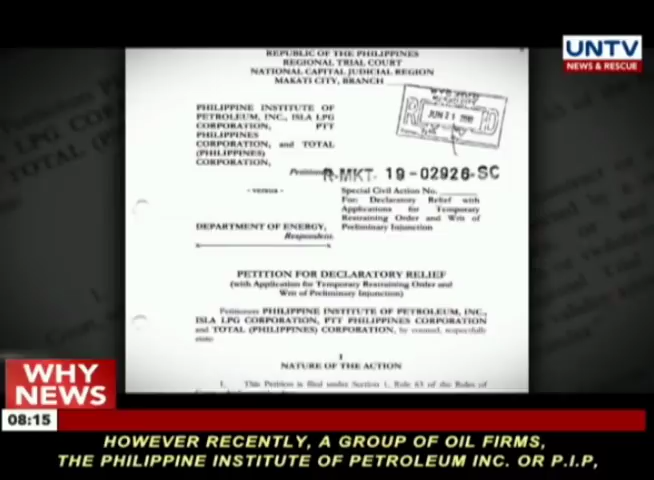 UNTV
NEWS & RESCUE
REPUBLIC OF THE PHILIPPINES
REGIONAL TRIAL COURT
NATIONAL CAPITAL JUDICIAL REGION
MAKATI CITY, BRANCH
PHILIPPINE INSTITUTE OF
PETROLEUM, INC., ISLA LPG
CORPORATION, PTT
PHILIPPINES
CORPORATION, and TOTAL
(PHILIPPINES)
CORPORATION,
JUN 21
R-MKT- 19-02926-SC
- versus -
Special Civil Action No.
For: Declaratory Relief with
Applications for Temporary
Restraining Order and Writ of
Preliminary Injunction
DEPARTMENT OF ENERGY,
Respondent.
PETITION FOR DECLARATORY RELIEF
(with Application for Temporary Restraining Order and
Writ of Preliminary Injunction)
Petitioners PHILIPPINE INSTITUTE OF PETROLEUM, INC.,
ISLA LPG CORPORATION, PTT PHILIPPINES CORPORATION
and TOTAL (PHILIPPINES) CORPORATION, by counsel, respectfully
state:
I
NATURE OF THE ACTION
1. This Petition is filed under Section 1, Rule 63 of the Rules of
WHY
NEWS
08:15
HOWEVER RECENTLY, A GROUP OF OIL FIRMS,
THE PHILIPPINE INSTITUTE OF PETROLEUM INC. OR P.I.P,